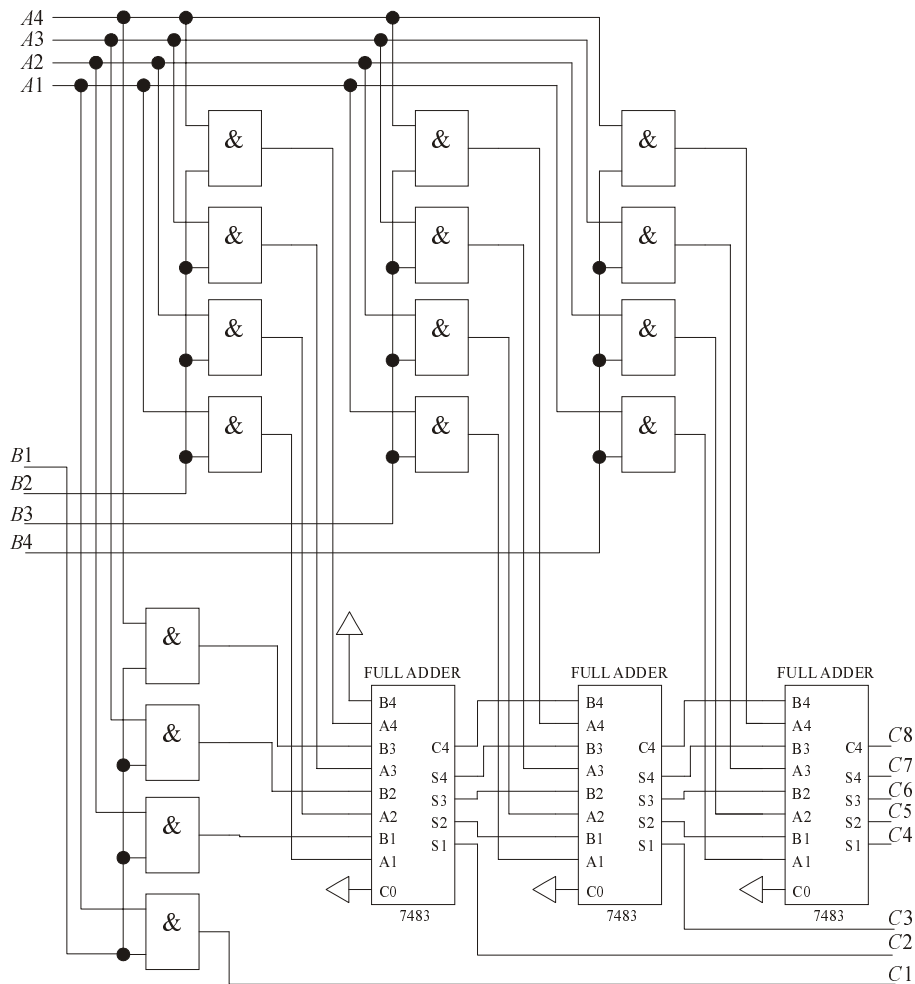 A4
A3
A2
A1
& & &
& & &
& & &
& & &
B1
B2
B3
B4
&
&
&
&
FULL ADDER FULL ADDER FULL ADDER
B4 B4 B4
A4 A4 A4
B3 C4 B3 C4 B3 C4 C8
A3 S4 A3 S4 A3 S4 C7
B2 S3 B2 S3 B2 S3 C6
A2 S2 A2 S2 A2 S2 C5
B1 S1 B1 S1 B1 S1 C4
A1 A1 A1
C0 C0 C0
7483 7483 7483
C3
C2
C1